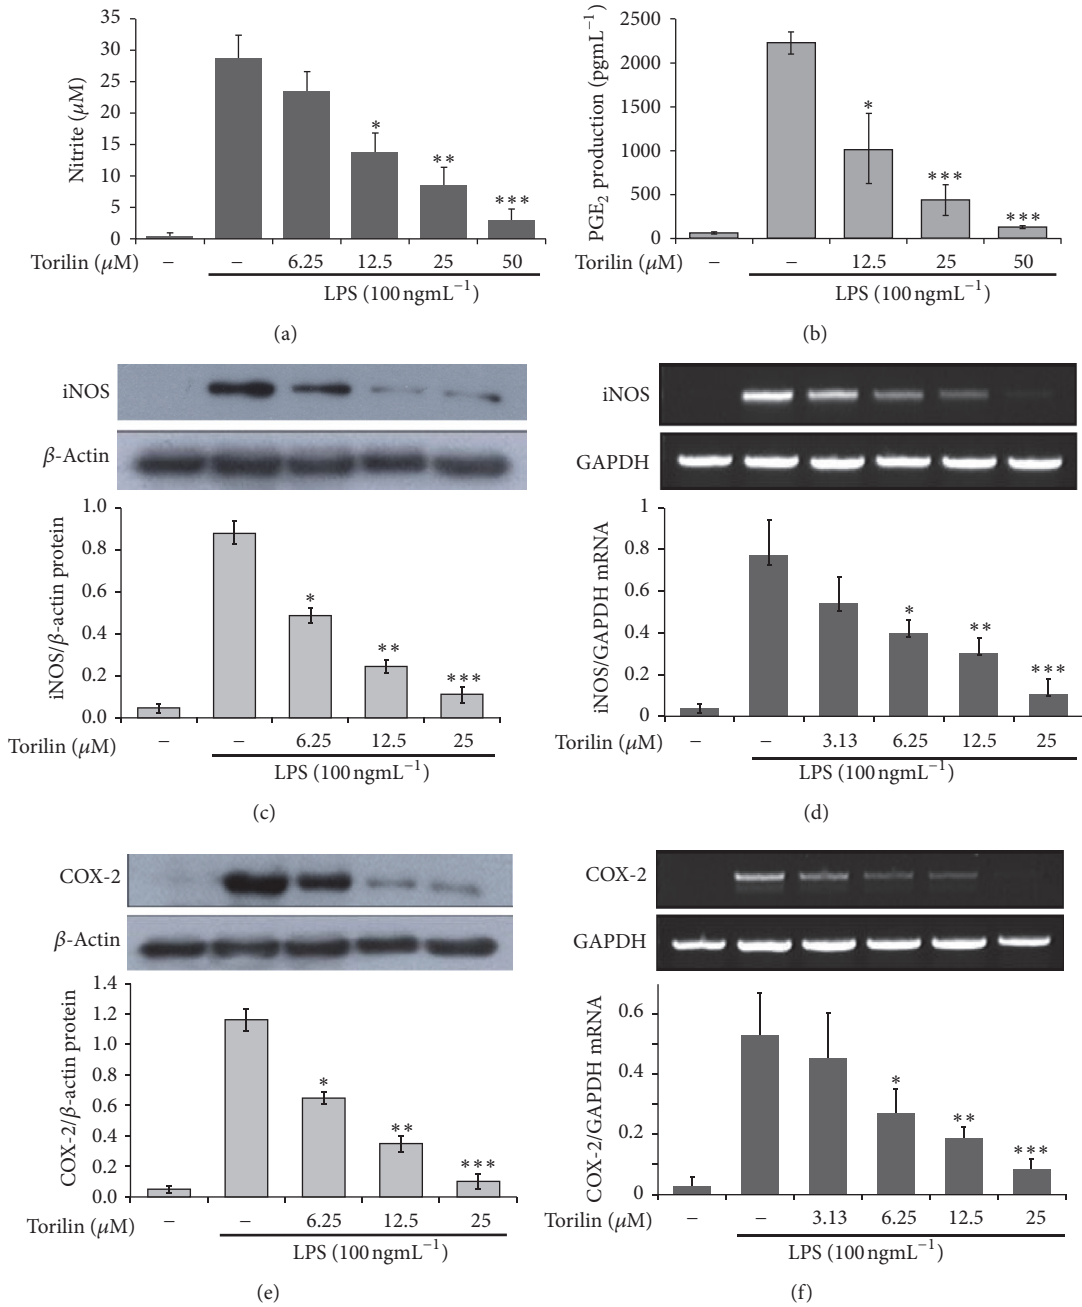 35
30
25
20
15
10
5
0
Nitrite (μM)
* ** ***
Torilin (μM) – – 6.25 12.5 25 50
LPS (100 ngmL⁻¹)
(a)
2500
2000
1500
1000
500
0
PGE₂ production (pgmL⁻¹)
* *** ***
Torilin (μM) – – 12.5 25 50
LPS (100 ngmL⁻¹)
(b)
iNOS
β-Actin
1.0
0.8
0.6
0.4
0.2
0.0
iNOS/β-actin protein
* ** ***
Torilin (μM) – – 6.25 12.5 25
LPS (100 ngmL⁻¹)
(c)
iNOS
GAPDH
1
0.8
0.6
0.4
0.2
0
iNOS/GAPDH mRNA
* ** ***
Torilin (μM) – – 3.13 6.25 12.5 25
LPS (100 ngmL⁻¹)
(d)
COX-2
β-Actin
1.4
1.2
1.0
0.8
0.6
0.4
0.2
0.0
COX-2/β-actin protein
* ** ***
Torilin (μM) – – 6.25 12.5 25
LPS (100 ngmL⁻¹)
(e)
COX-2
GAPDH
0.6
0.4
0.2
0
COX-2/GAPDH mRNA
* ** ***
Torilin (μM) – – 3.13 6.25 12.5 25
LPS (100 ngmL⁻¹)
(f)